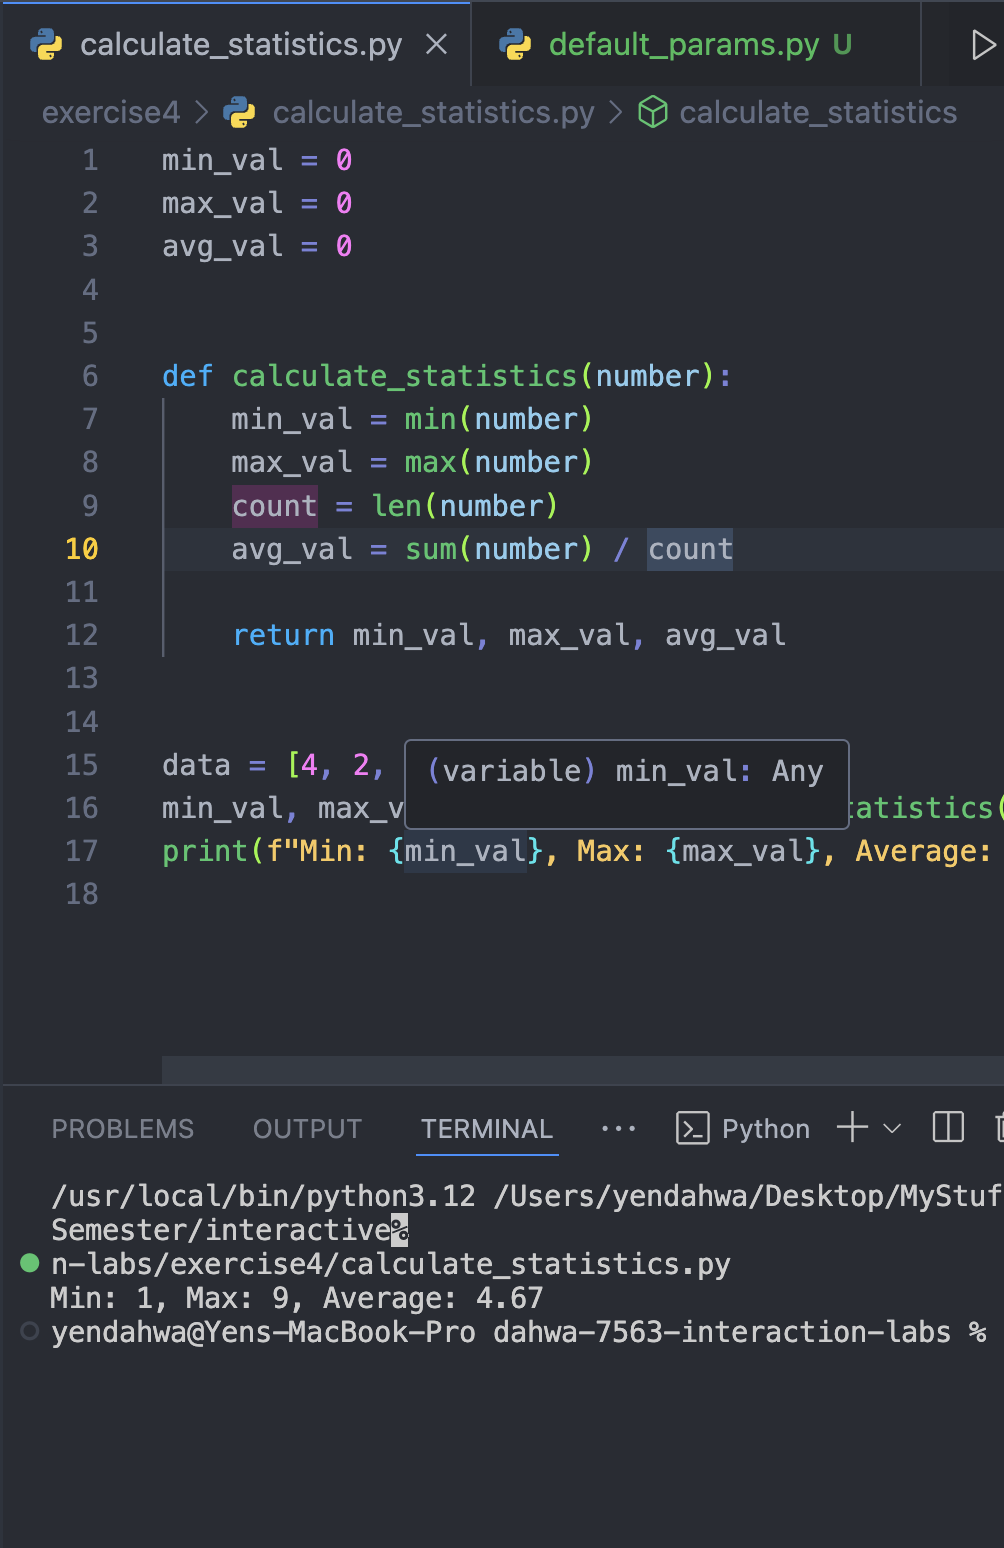 calculate_statistics.py × default_params.py U
exercise4 > calculate_statistics.py > calculate_statistics
1 min_val = 0
2 max_val = 0
3 avg_val = 0
4
5
6 def calculate_statistics(number):
7 min_val = min(number)
8 max_val = max(number)
9 count = len(number)
10 avg_val = sum(number) / count
11
12 return min_val, max_val, avg_val
13
14
15 data = [4, 2,
(variable) min_val: Any
16 min_val, max_v tatistics(
17 print(f"Min: {min_val}, Max: {max_val}, Average:
18
PROBLEMS OUTPUT TERMINAL ··· Python
/usr/local/bin/python3.12 /Users/yendahwa/Desktop/MyStuf
Semester/interactive%
n-labs/exercise4/calculate_statistics.py
Min: 1, Max: 9, Average: 4.67
yendahwa@Yens-MacBook-Pro dahwa-7563-interaction-labs %